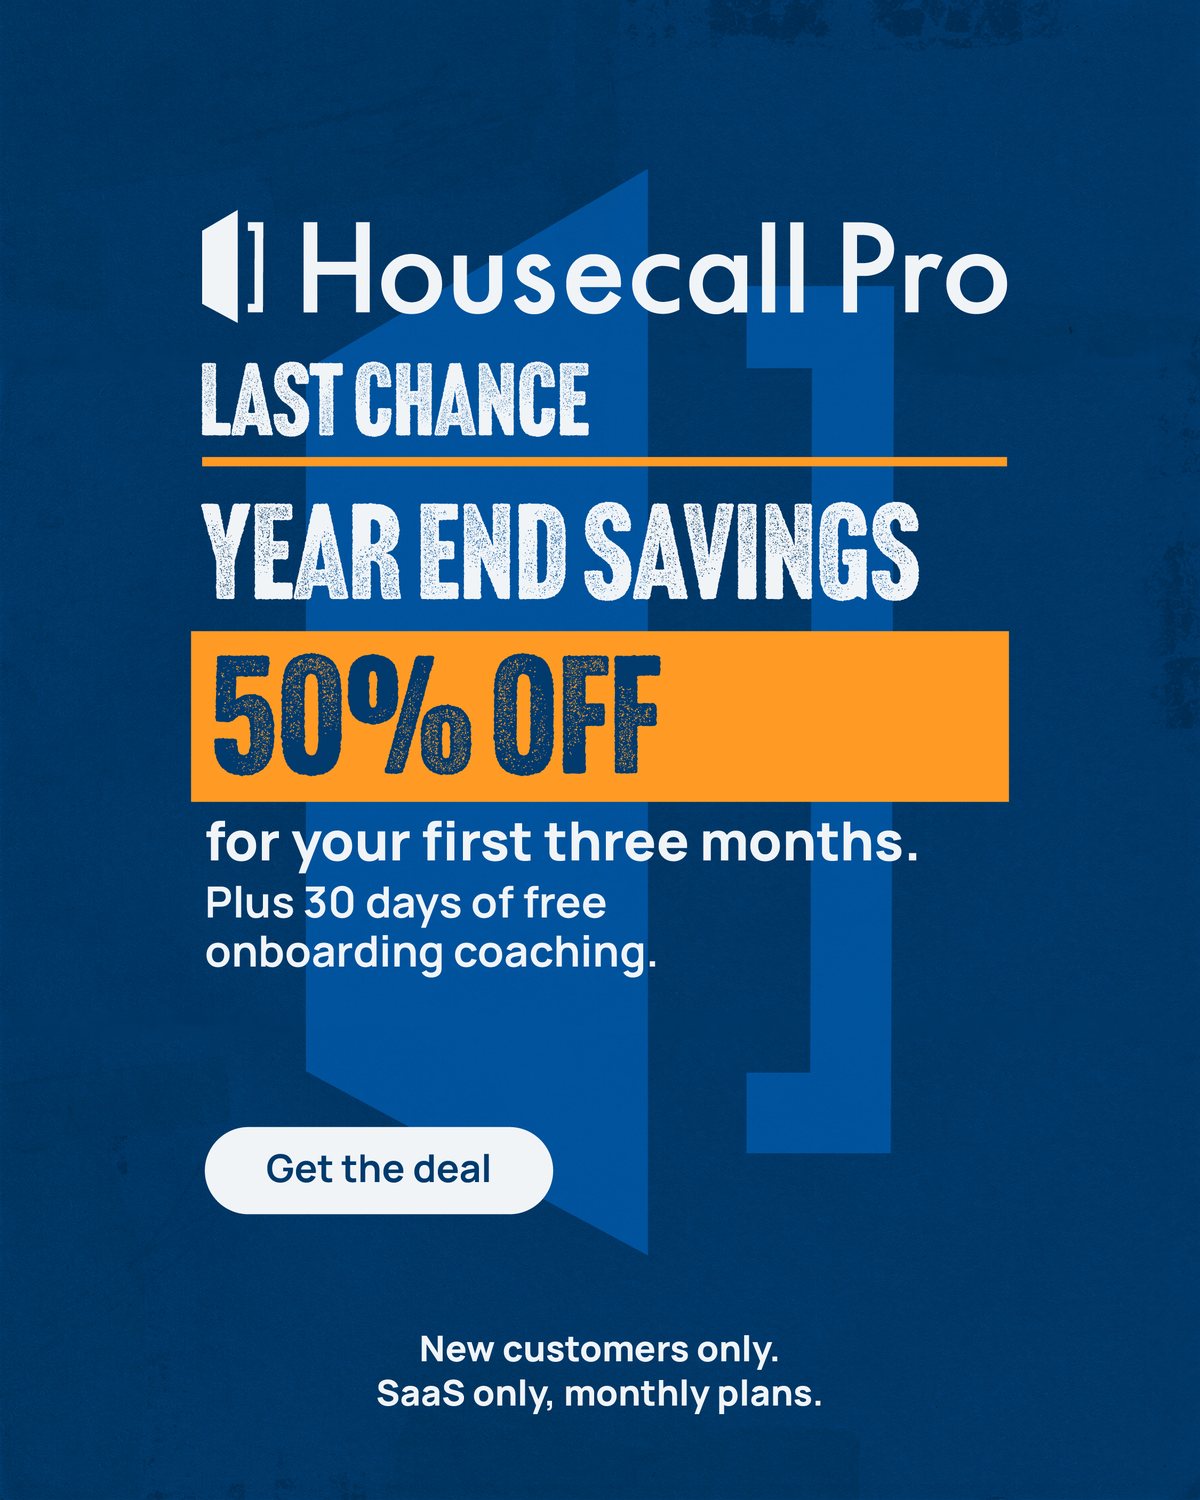 Housecall Pro
LAST CHANCE
YEAR END SAVINGS
50% OFF
for your first three months.
Plus 30 days of free
onboarding coaching.
Get the deal
New customers only.
SaaS only, monthly plans.